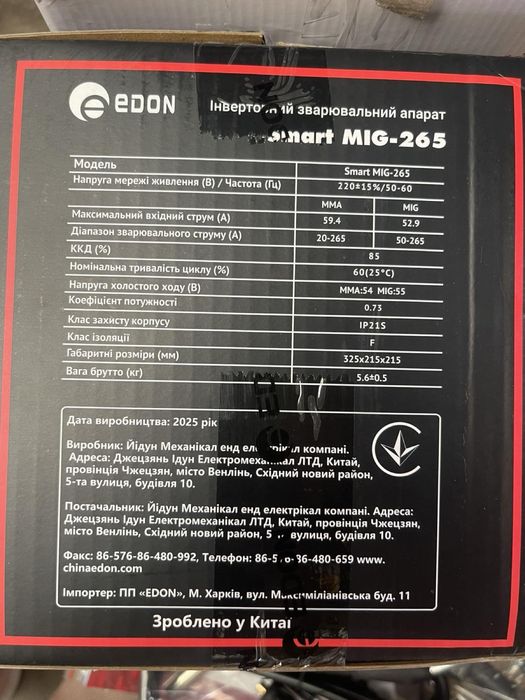 EDON
Інверторний зварювальний апарат
Smart MIG-265
Модель Smart MIG-265
Напруга мережі живлення (В) / Частота (Гц) 220±15%/50-60
MMA MIG
Максимальний вхідний струм (А) 59.4 52.9
Діапазон зварювального струму (А) 20-265 50-265
ККД (%) 85
Номінальна тривалість циклу (%) 60(25°C)
Напруга холостого ходу (В) MMA:54 MIG:55
Коефіцієнт потужності 0.73
Клас захисту корпусу IP21S
Клас ізоляції F
Габаритні розміри (мм) 325x215x215
Вага брутто (кг) 5.6±0.5
Дата виробництва: 2025 рік
Виробник: Йідун Механікал енд електрікал компані.
Адреса: Джецзянь Ідун Електромеханікал ЛТД, Китай,
провінція Чжецзян, місто Венлінь, Східний новий район,
5-та вулиця, будівля 10.
Постачальник: Йідун Механікал енд електрікал компані. Адреса:
Джецзянь Ідун Електромеханікал ЛТД, Китай, провінція Чжецзян,
місто Венлінь, Східний новий район, 5 вулиця, будівля 10.
Факс: 86-576-86-480-992, Телефон: 86-5 -86-480-659 www.
chinaedon.com
Імпортер: ПП «EDON», М. Харків, вул. Максиміліанівська буд. 11
Зроблено у Китаї